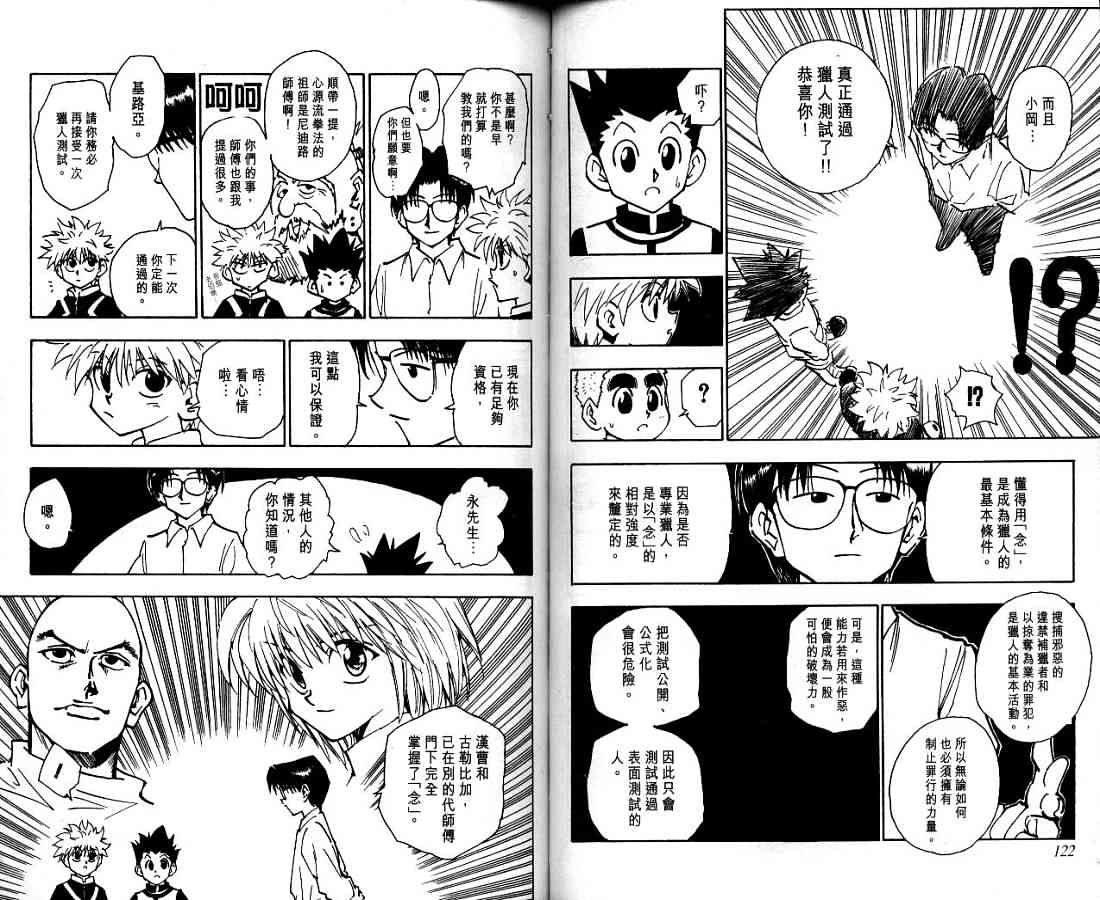 而且
小岡…
真正通過
獵人測試了!!
恭喜你！
!?
!?
吓？
？
懂得用「念」，
是成為獵人的
最基本條件。
因為是否
專業獵人，
是以「念」的
相對強度
來釐定的。
搜捕邪惡的
違禁補獵者和
以掠奪為業的罪犯，
是獵人的基本活動。
所以無論如何
也必須擁有
制止罪行的力量。
可是，這種
能力若用來作惡，
便會成為一股
可怕的破壞力。
把測試公開、
公式化
會很危險。
因此只會
測試通過
表面測試的
人。
122
甚麼啊？
你不是早
就打算
教我們的嗎？
嗯。
但也要
你們願意啊…
順帶一提，
心源流拳法的
祖師是尼迪路
師傅啊！
呵呵
你們的事，
師傅也跟我
提過很多。
基路亞。
請你務必
再接受一次
獵人測試。
下一次
你定能
通過的。
現在你
已有足夠
資格，
這點
我可以保證。
唔…
看心情
啦…
永先生…
其他人的
情況，
你知道嗎？
嗯。
漢曹和
古勒比加，
已在別的代師傅
門下完全
掌握了「念」。
！